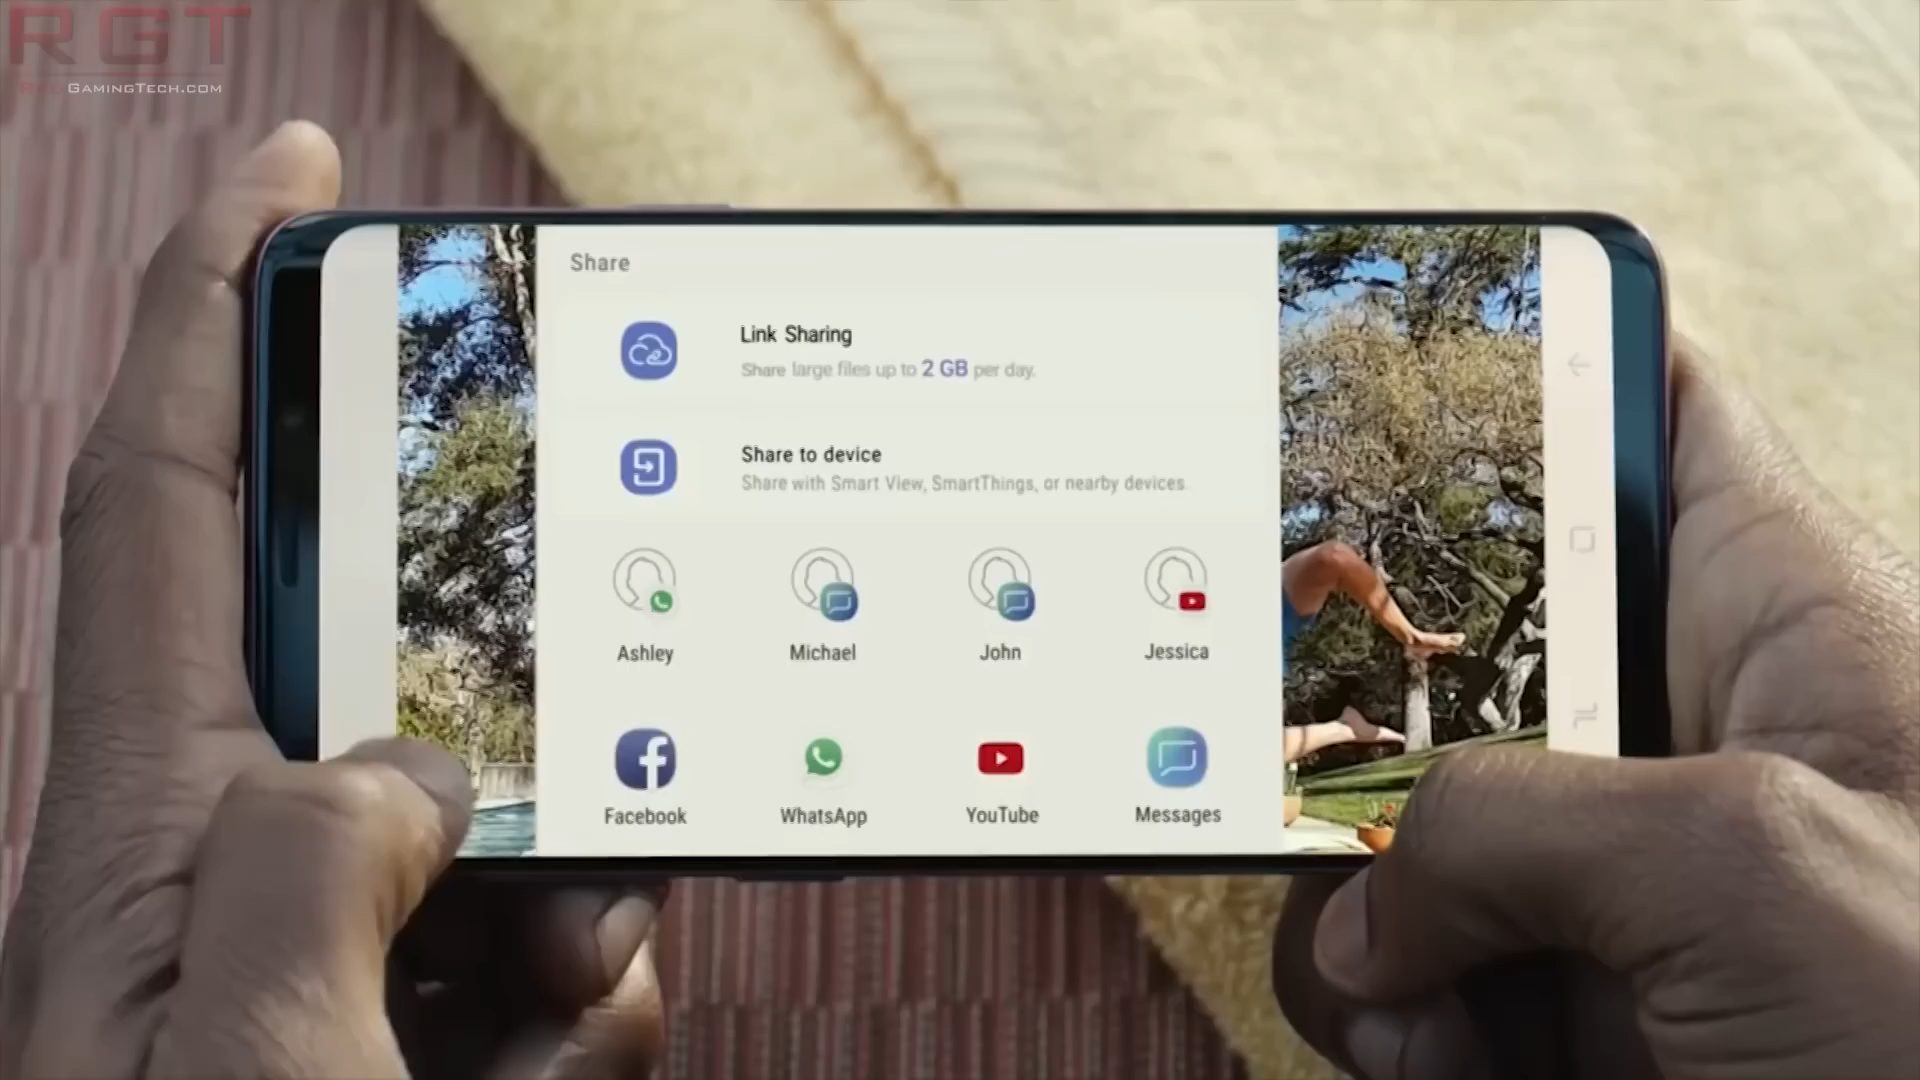 RGT
RedGamingTech.com
Share
Link Sharing
Share large files up to 2 GB per day.
Share to device
Share with Smart View, SmartThings, or nearby devices.
Ashley
Michael
John
Jessica
Facebook
WhatsApp
YouTube
Messages